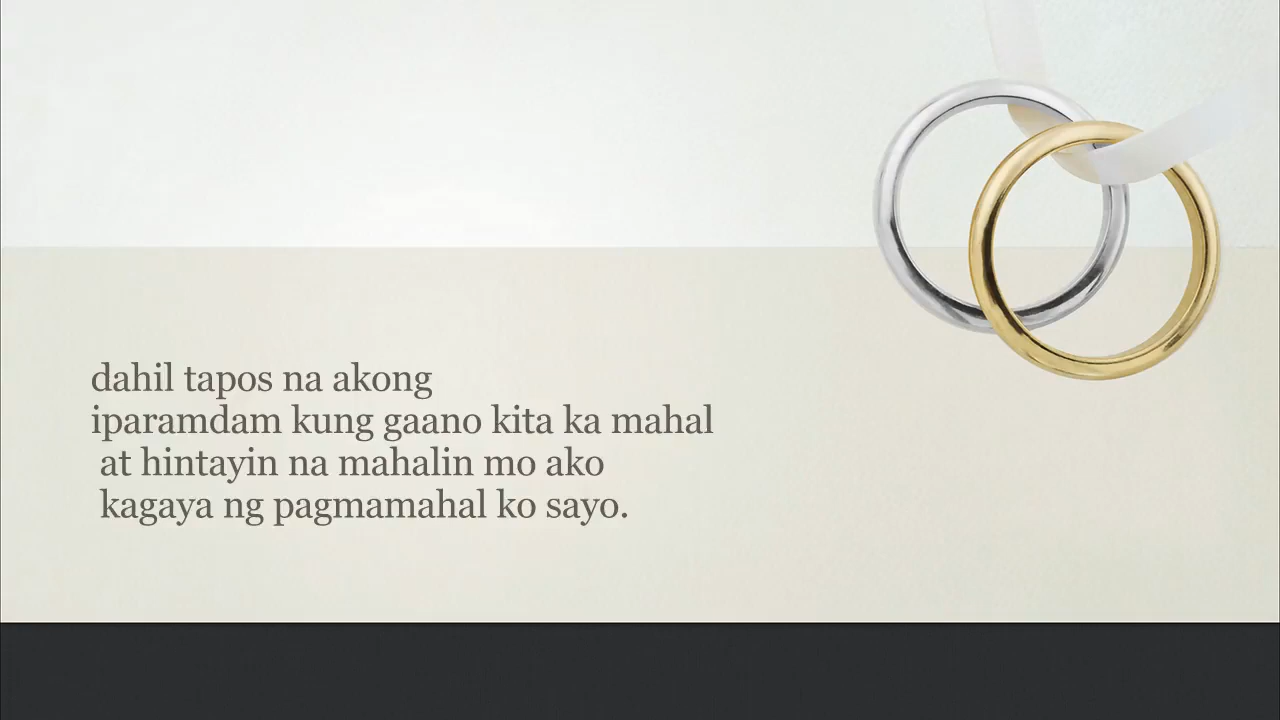 dahil tapos na akong
iparamdam kung gaano kita ka mahal
at hintayin na mahalin mo ako
kagaya ng pagmamahal ko sayo.